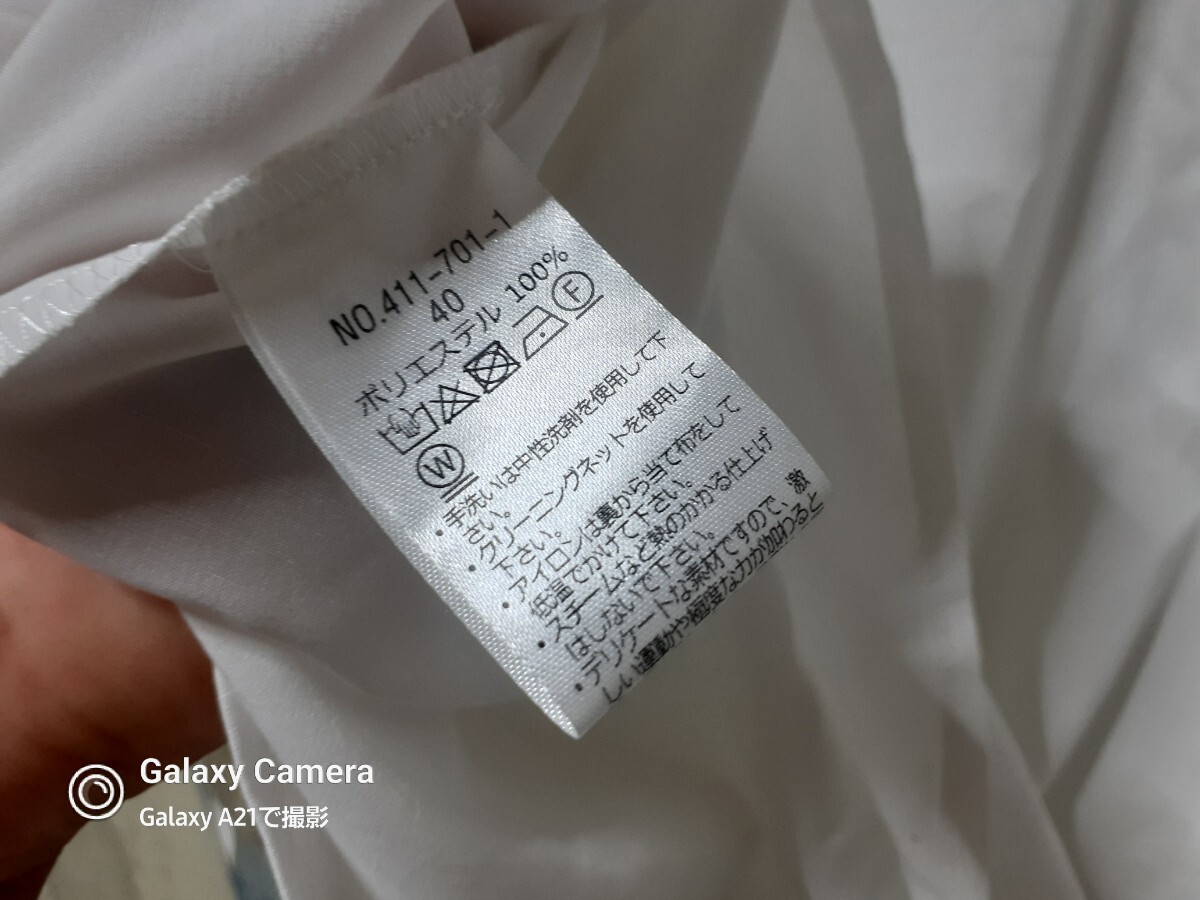 NO.411-701-1
40
ポリエステル 100%
F
W
・手洗いは中性洗剤を使用して下
さい。
・クリーニングネットを使用して
下さい。
・アイロンは裏から当て布をして
低温でかけて下さい。
・スチームなど熱のかかる仕上げ
はしないで下さい。
・デリケートな素材ですので、激
しい運動や極度な力が加わると
Galaxy Camera
Galaxy A21で撮影